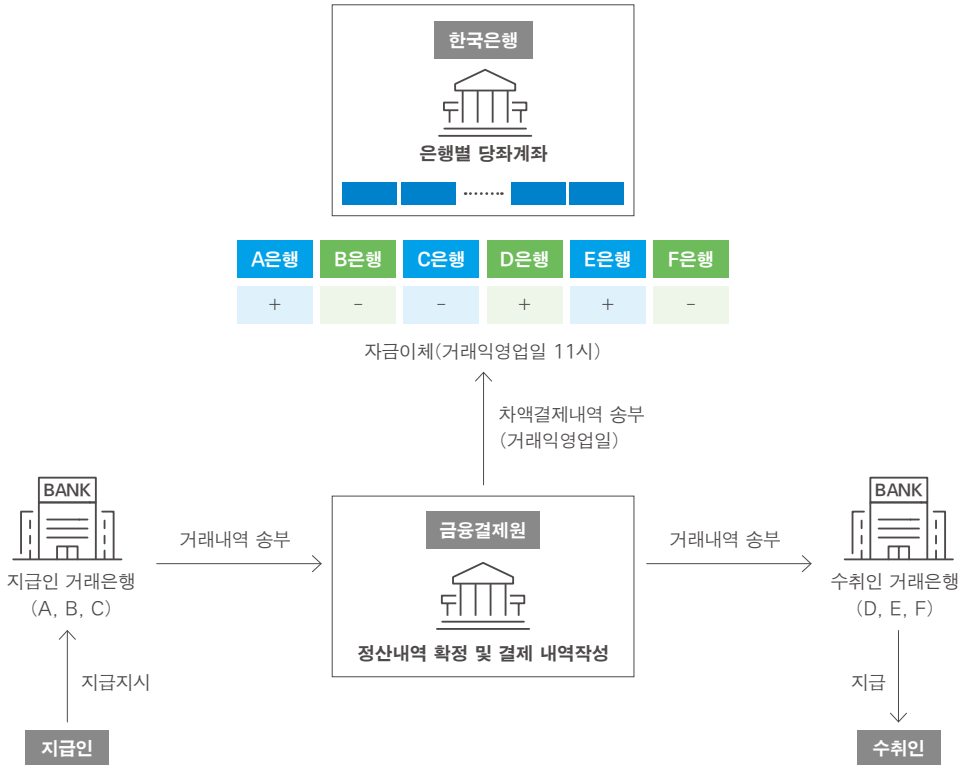 한국은행
은행별 당좌계좌
........
A은행 B은행 C은행 D은행 E은행 F은행
+ - - + + -
자금이체(거래익영업일 11시)
차액결제내역 송부
(거래익영업일)
BANK
지급인 거래은행
(A, B, C)
거래내역 송부
금융결제원
정산내역 확정 및 결제 내역작성
거래내역 송부
BANK
수취인 거래은행
(D, E, F)
지급지시
지급
지급인
수취인